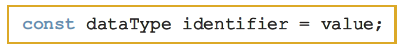 const dataType identifier = value;